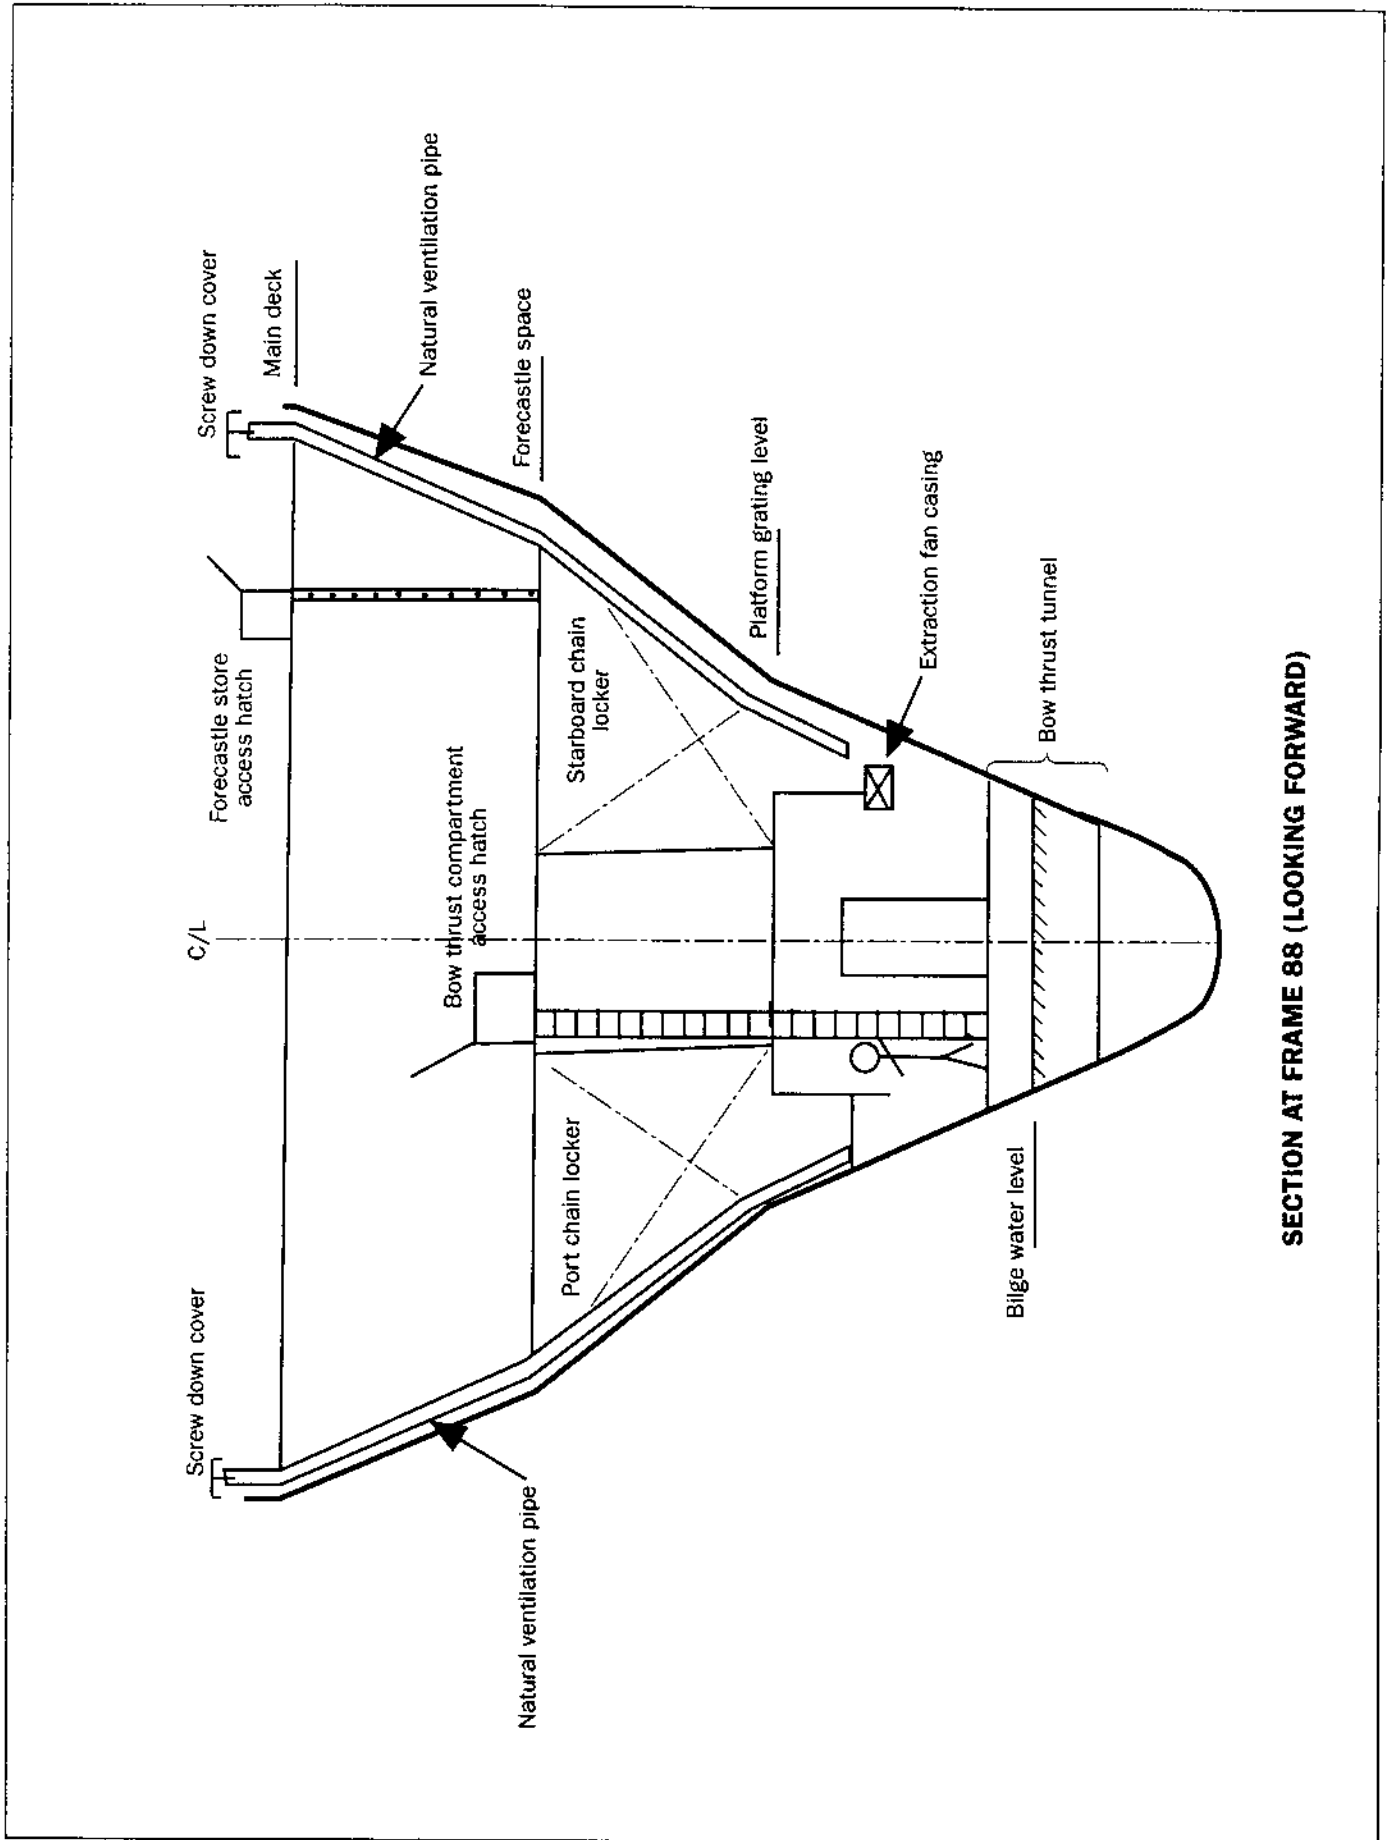 Screw down cover
Screw down cover
C/L
Forecastle store
access hatch
Main deck
Natural ventilation pipe
Bow thrust compartment
access hatch
Natural ventilation pipe
Forecastle space
Port chain locker
Starboard chain
locker
Platform grating level
Extraction fan casing
Bilge water level
Bow thrust tunnel
SECTION AT FRAME 88 (LOOKING FORWARD)